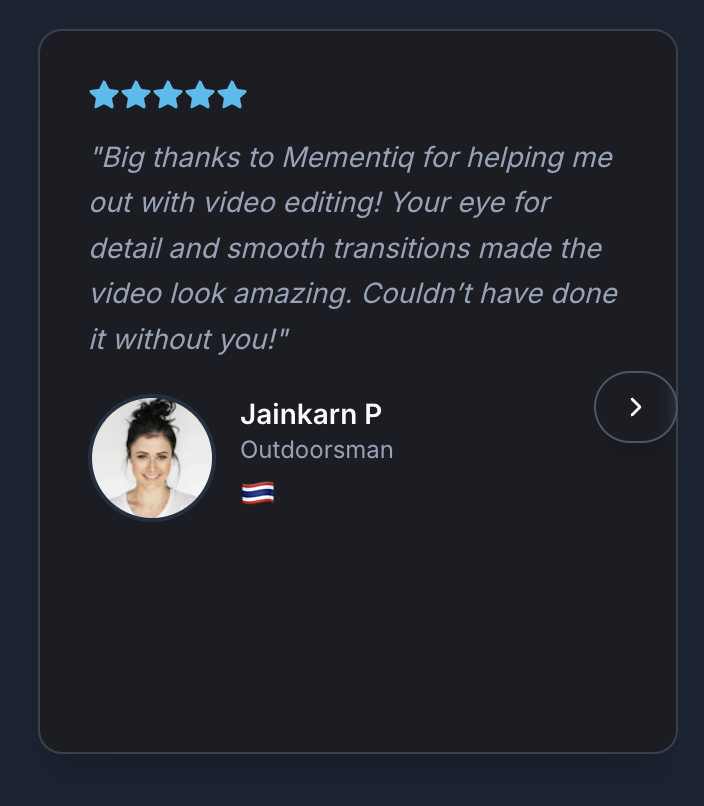 "Big thanks to Mementiq for helping me
out with video editing! Your eye for
detail and smooth transitions made the
video look amazing. Couldn’t have done
it without you!"
Jainkarn P
Outdoorsman